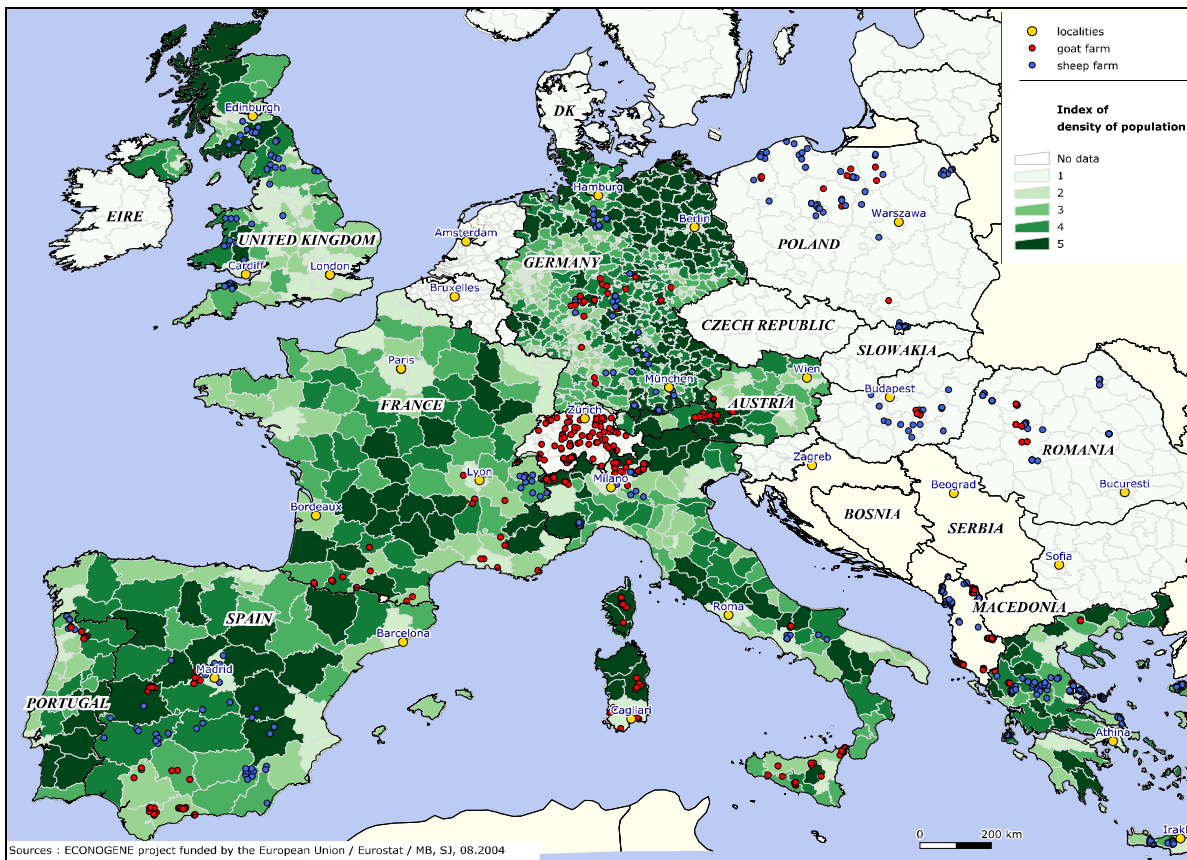 localities
goat farm
sheep farm
Index of
density of population
No data
1
2
3
4
5
Edinburgh
DK
EIRE
Hamburg
UNITED KINGDOM
Amsterdam
Berlin
Warszawa
POLAND
Cardiff
London
GERMANY
Bruxelles
CZECH REPUBLIC
SLOWAKIA
Paris
Wien
München
Budapest
FRANCE
AUSTRIA
Zürich
ROMANIA
Zagreb
Lyon
Milano
Beograd
Bucuresti
Bordeaux
BOSNIA
SERBIA
Sofia
SPAIN
Roma
MACEDONIA
Barcelona
Madrid
PORTUGAL
Cagliari
Athina
Irakl
0 200 km
Sources : ECONOGENE project funded by the European Union / Eurostat / MB, SJ, 08.2004